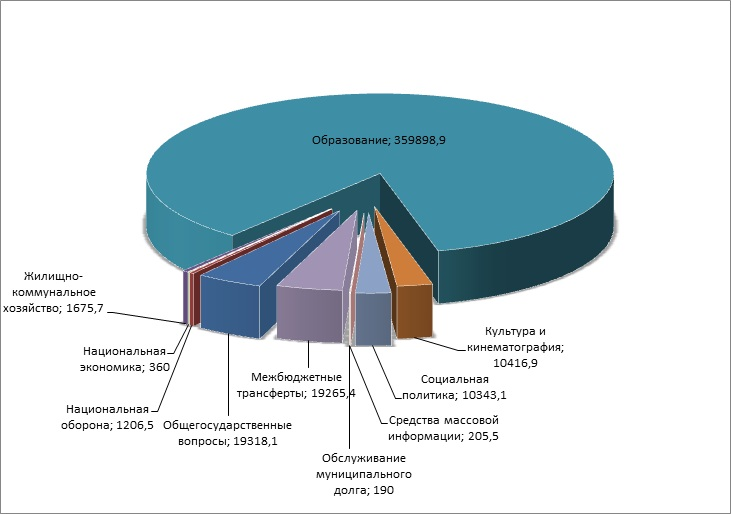 Образование; 359898,9
Жилищно-
коммунальное
хозяйство; 1675,7
Национальная
экономика; 360
Национальная
оборона; 1206,5
Общегосударственные
вопросы; 19318,1
Межбюджетные
трансферты; 19265,4
Обслуживание
муниципального
долга; 190
Средства массовой
информации; 205,5
Социальная
политика; 10343,1
Культура и
кинематография;
10416,9